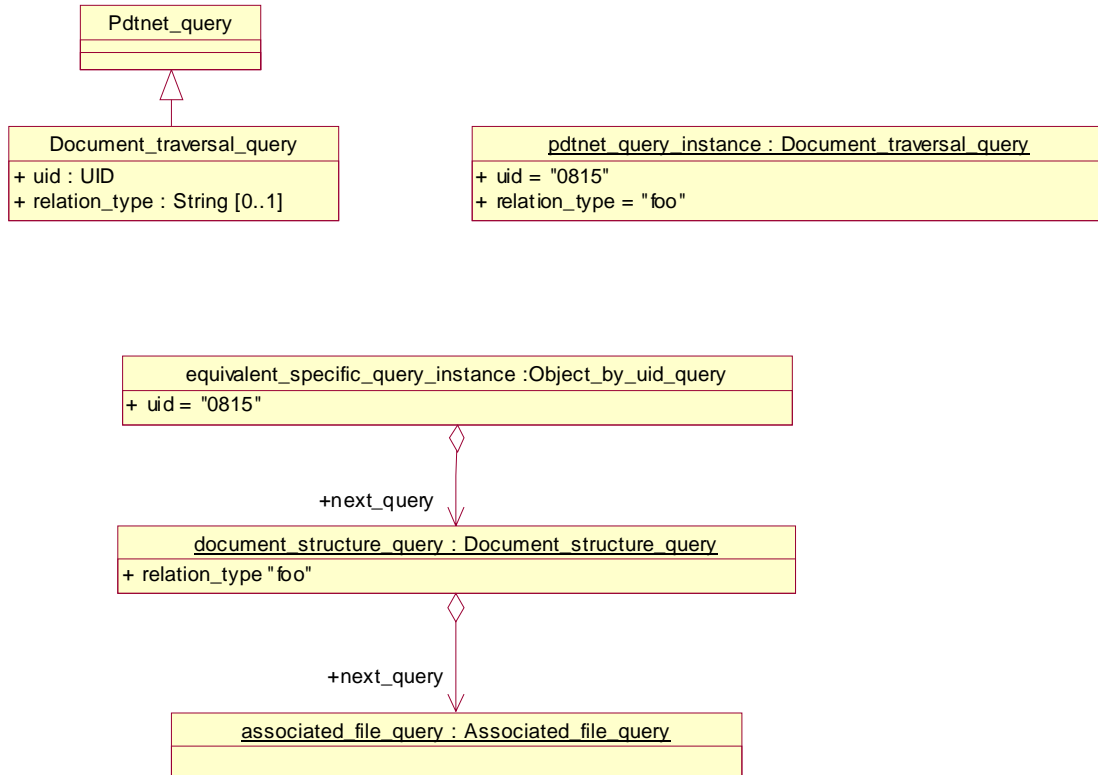 Pdtnet_query
Document_traversal_query
+ uid : UID
+ relation_type : String [0..1]
pdtnet_query_instance : Document_traversal_query
+ uid = "0815"
+ relation_type = "foo"
equivalent_specific_query_instance :Object_by_uid_query
+ uid = "0815"
+next_query
document_structure_query : Document_structure_query
+ relation_type "foo"
+next_query
associated_file_query : Associated_file_query